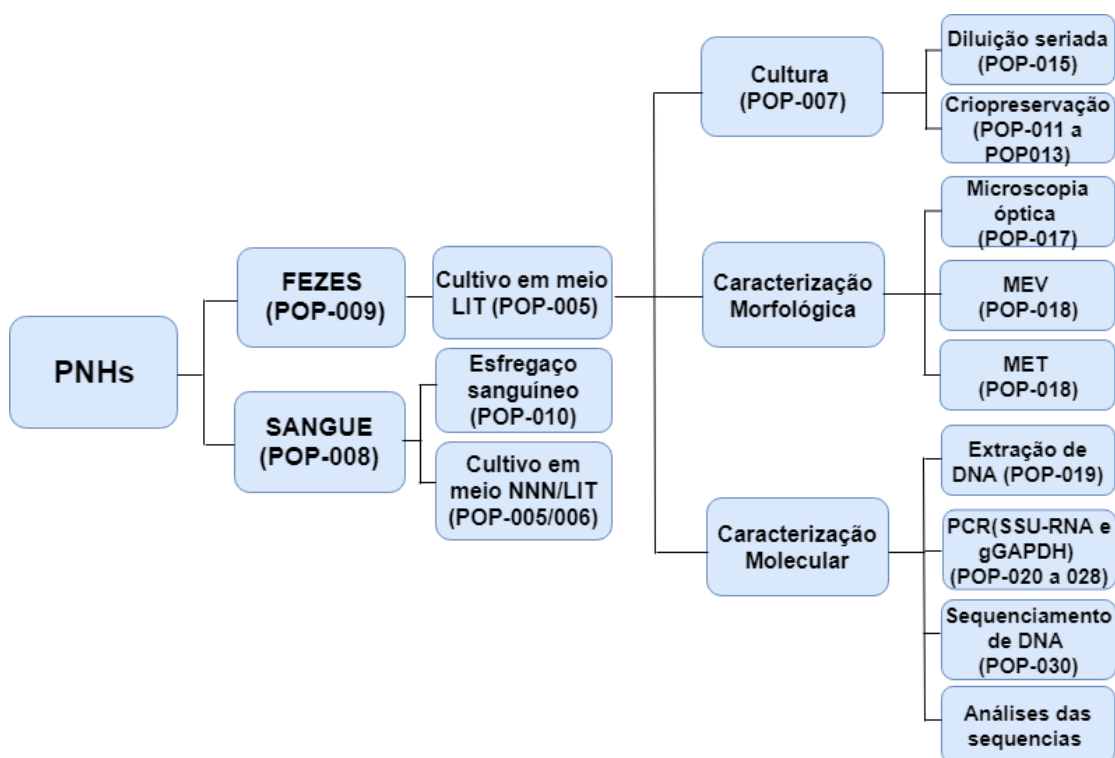 PNHs
FEZES
(POP-009)
SANGUE
(POP-008)
Cultivo em meio
LIT (POP-005)
Esfregaço
sanguíneo
(POP-010)
Cultivo em
meio NNN/LIT
(POP-005/006)
Cultura
(POP-007)
Caracterização
Morfológica
Caracterização
Molecular
Diluição seriada
(POP-015)
Criopreservação
(POP-011 a
POP013)
Microscopia
óptica
(POP-017)
MEV
(POP-018)
MET
(POP-018)
Extração de
DNA (POP-019)
PCR(SSU-RNA e
gGAPDH)
(POP-020 a 028)
Sequenciamento
de DNA
(POP-030)
Análises das
sequencias